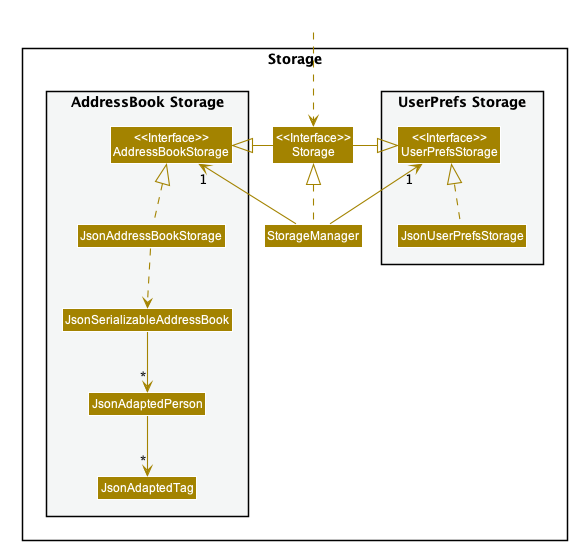 Storage
AddressBook Storage
UserPrefs Storage
<<Interface>>
AddressBookStorage
<<Interface>>
Storage
<<Interface>>
UserPrefsStorage
1
1
JsonAddressBookStorage
StorageManager
JsonUserPrefsStorage
JsonSerializableAddressBook
*
JsonAdaptedPerson
*
JsonAdaptedTag